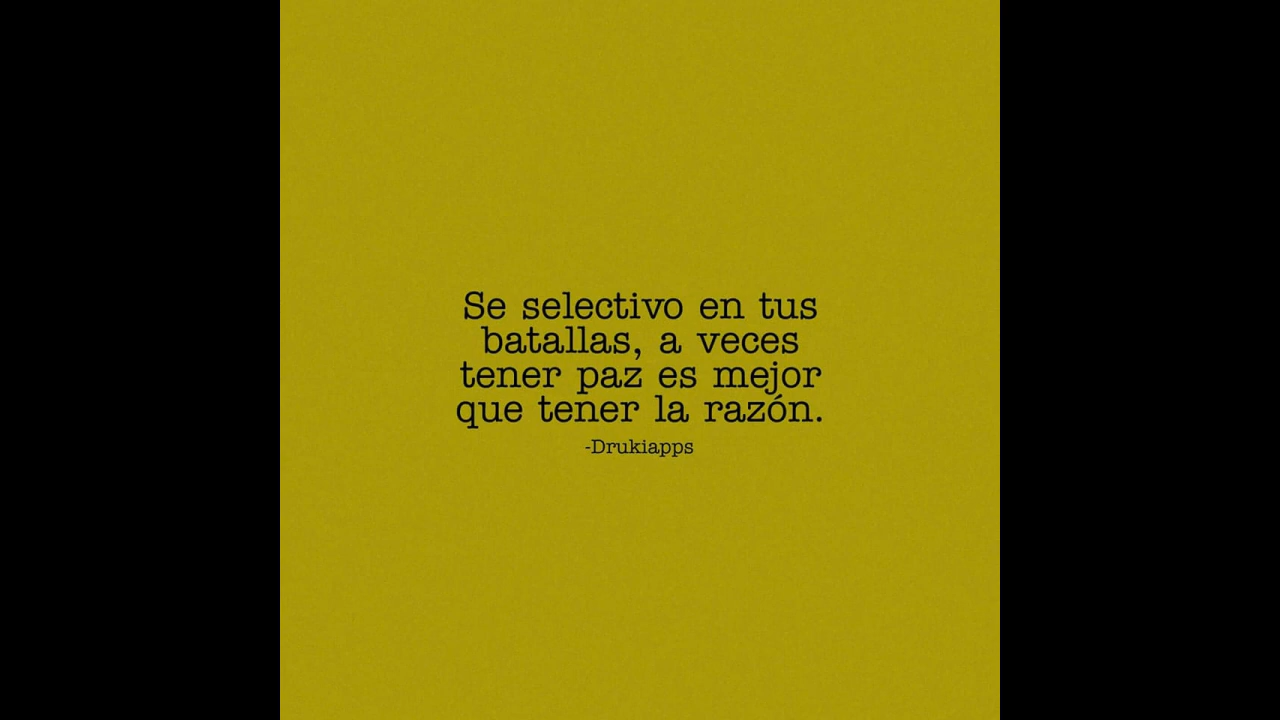 Se selectivo en tus
batallas, a veces
tener paz es mejor
que tener la razón.
-Drukiapps